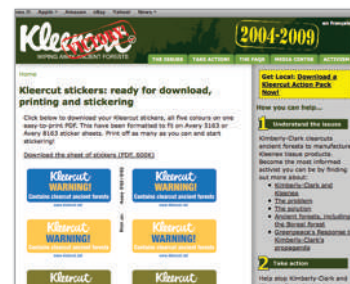 Apple Amazon eBay Yahoo! News
Kleercut
VICTORY!
2004-2009
WIPING AWAY ANCIENT FORESTS
THE ISSUES TAKE ACTION! THE FAQS MEDIA CENTER ACTIVISM
Home
Kleercut stickers: ready for download,
printing and stickering
Click below to download your Kleercut stickers, all five colours on one
easy-to-print PDF. This have been formatted to fit on Avery 5163 or
Avery 8163 sticker sheets. Print off as many as you can and start
stickering!
Download the sheet of stickers (PDF, 600K)
Kleercut
WARNING!
Contains clearcut ancient forests
Kleercut
WARNING!
Contains clearcut ancient forests
Kleercut
WARNING!
Contains clearcut ancient forests
Kleercut
WARNING!
Contains clearcut ancient forests
Kleercut
Kleercut
Get Local: Download a
Kleercut Action Pack
Now!
How you can help...
1 Understand the issues
Kimberly-Clark clearcuts
ancient forests to manufacture
Kleenex tissue products.
Become the most informed
activist you can be by finding
out more about:
Kimberly-Clark and
Kleenex
The problem
The solution
Ancient forests, including
the Boreal forest
Greenpeace's Response to
Kimberly-Clark's
propaganda
2 Take action
Help stop Kimberly-Clark and